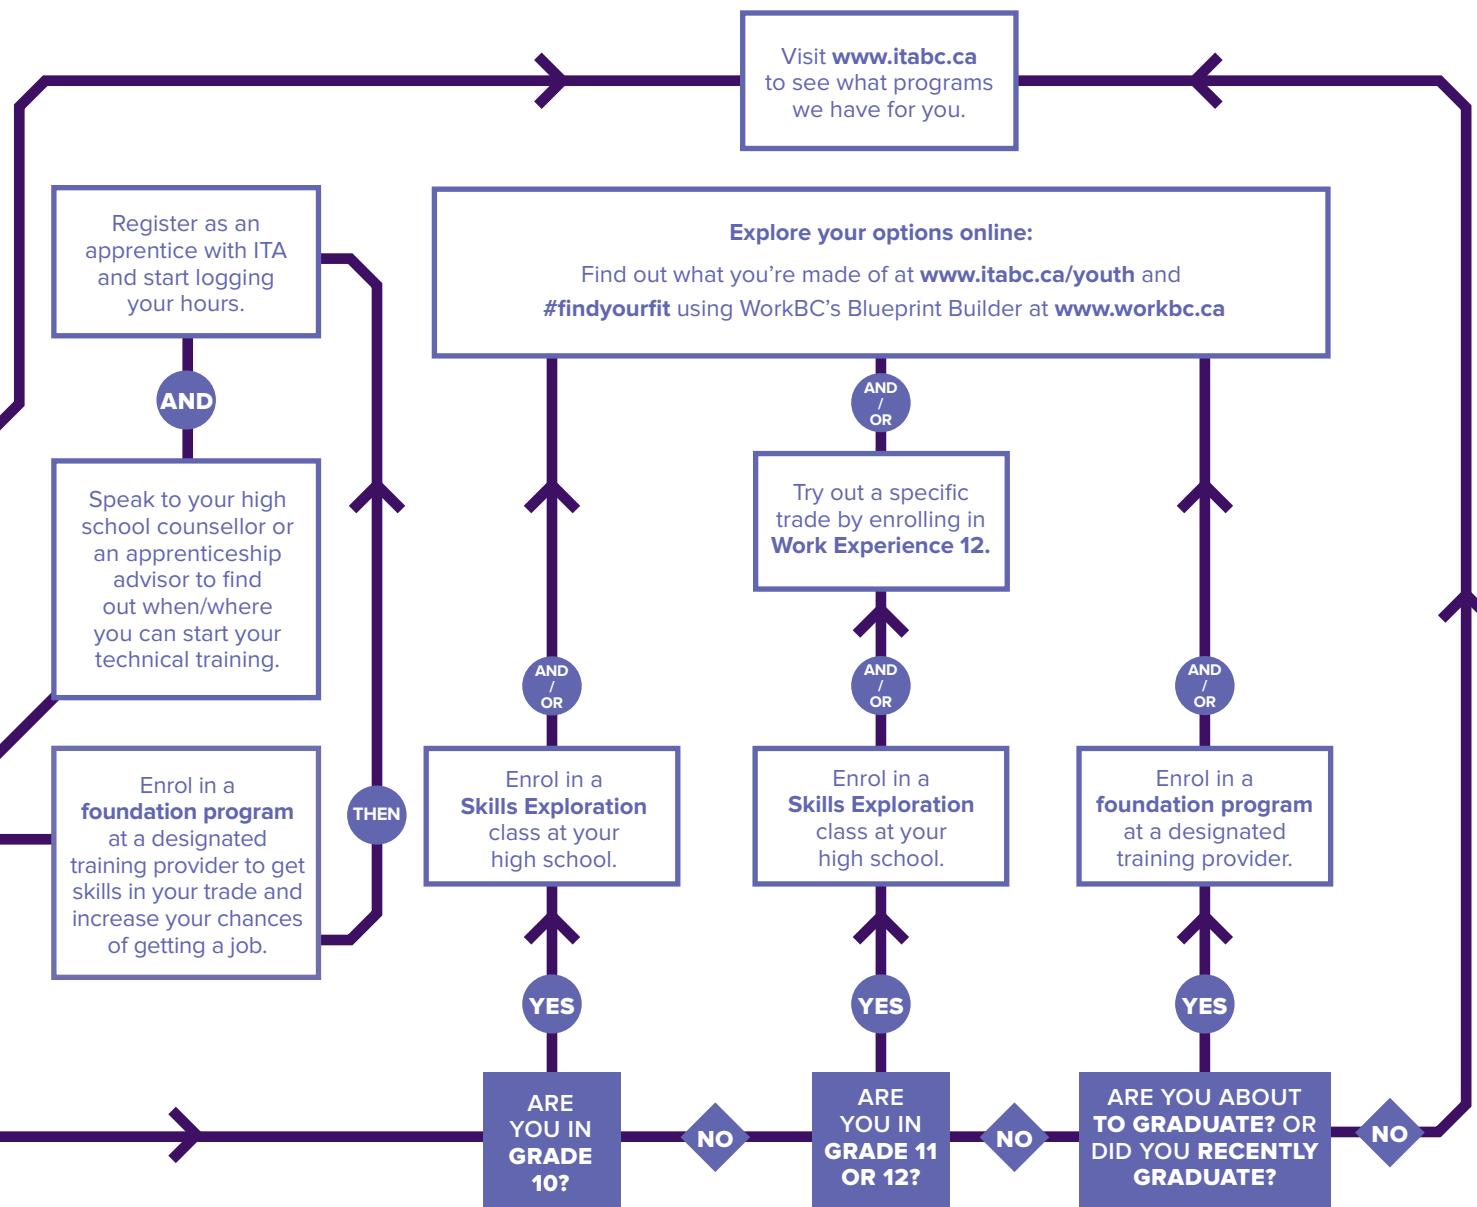 Visit www.itabc.ca
to see what programs
we have for you.
Register as an
apprentice with ITA
and start logging
your hours.
AND
Speak to your high
school counsellor or
an apprenticeship
advisor to find
out when/where
you can start your
technical training.
Enrol in a
foundation program
at a designated
training provider to get
skills in your trade and
increase your chances
of getting a job.
THEN
Explore your options online:
Find out what you’re made of at www.itabc.ca/youth and
#findyourfit using WorkBC’s Blueprint Builder at www.workbc.ca
AND
/
OR
Try out a specific
trade by enrolling in
Work Experience 12.
AND
/
OR
AND
/
OR
AND
/
OR
Enrol in a
Skills Exploration
class at your
high school.
Enrol in a
Skills Exploration
class at your
high school.
Enrol in a
foundation program
at a designated
training provider.
YES
YES
YES
ARE
YOU IN
GRADE
10?
NO
ARE
YOU IN
GRADE 11
OR 12?
NO
ARE YOU ABOUT
TO GRADUATE? OR
DID YOU RECENTLY
GRADUATE?
NO